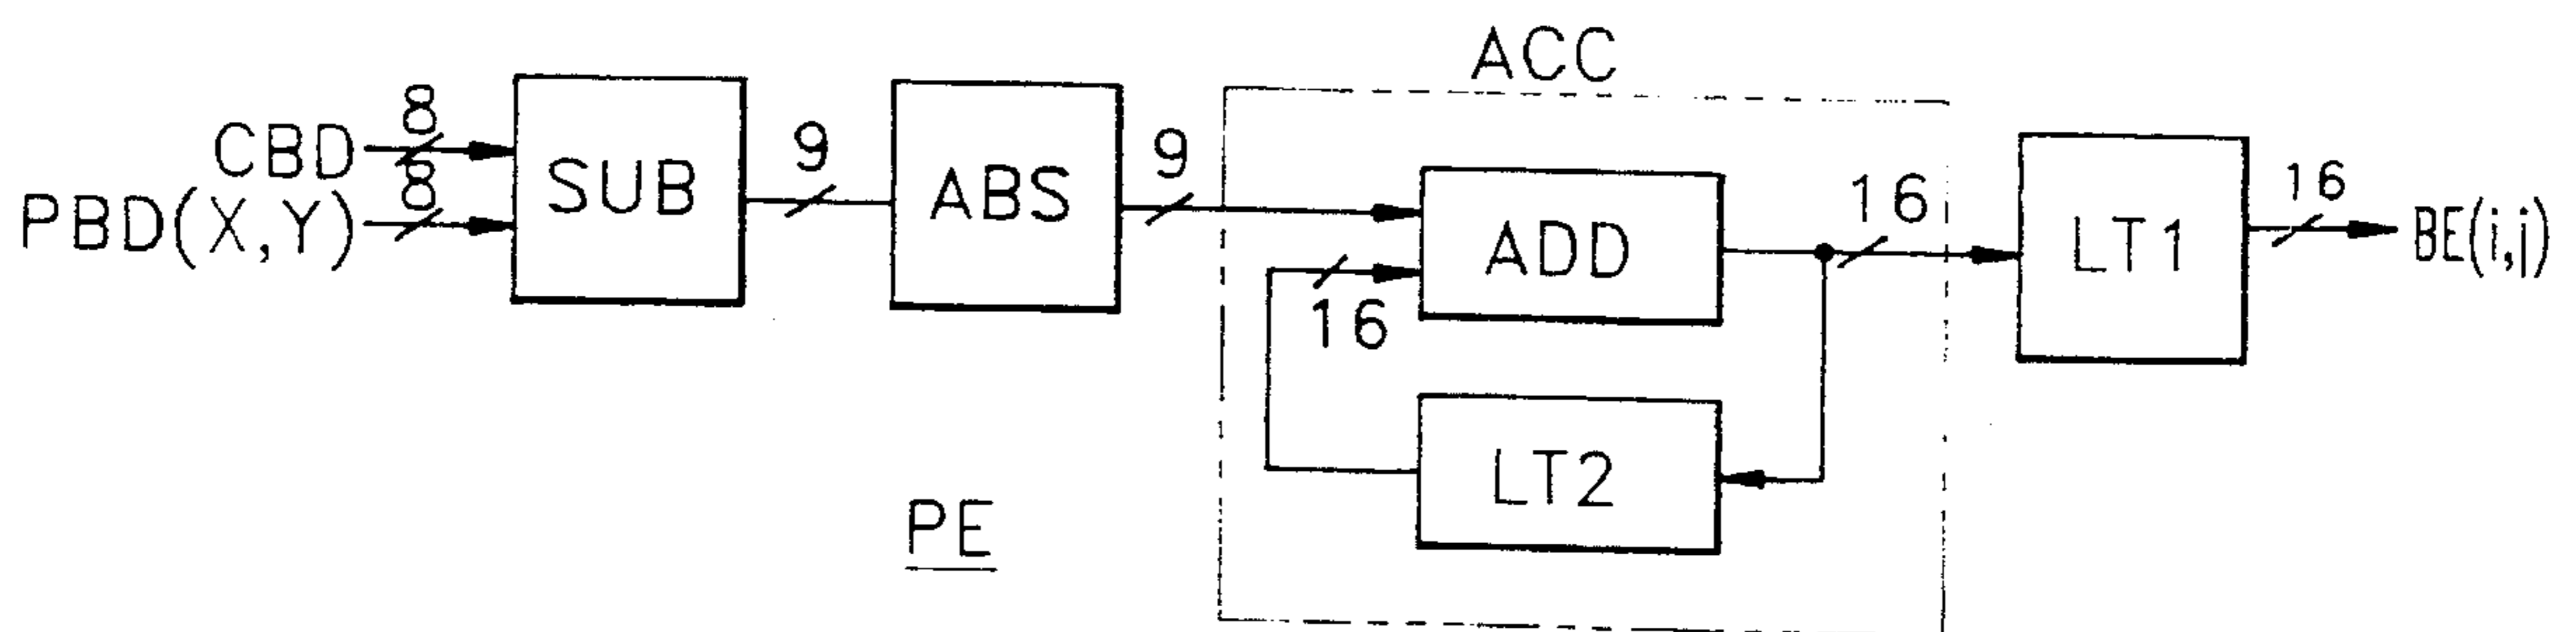 ACC
CBD
8
PBD(X,Y)
8
SUB
9
ABS
9
ADD
16
16
LT1
16
BE(i,j)
LT2
PE